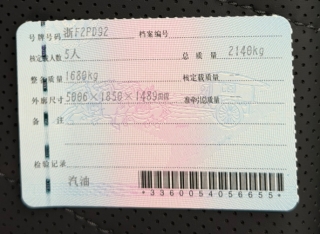 号牌号码 浙F2PD92 档案编号
核定载人数 5人 总质量 2140kg
整备质量 1680kg 核定载质量
外廓尺寸 5006×1850×1489mm 准牵引总质量
备注
检验记录
汽油
*3360054056655*